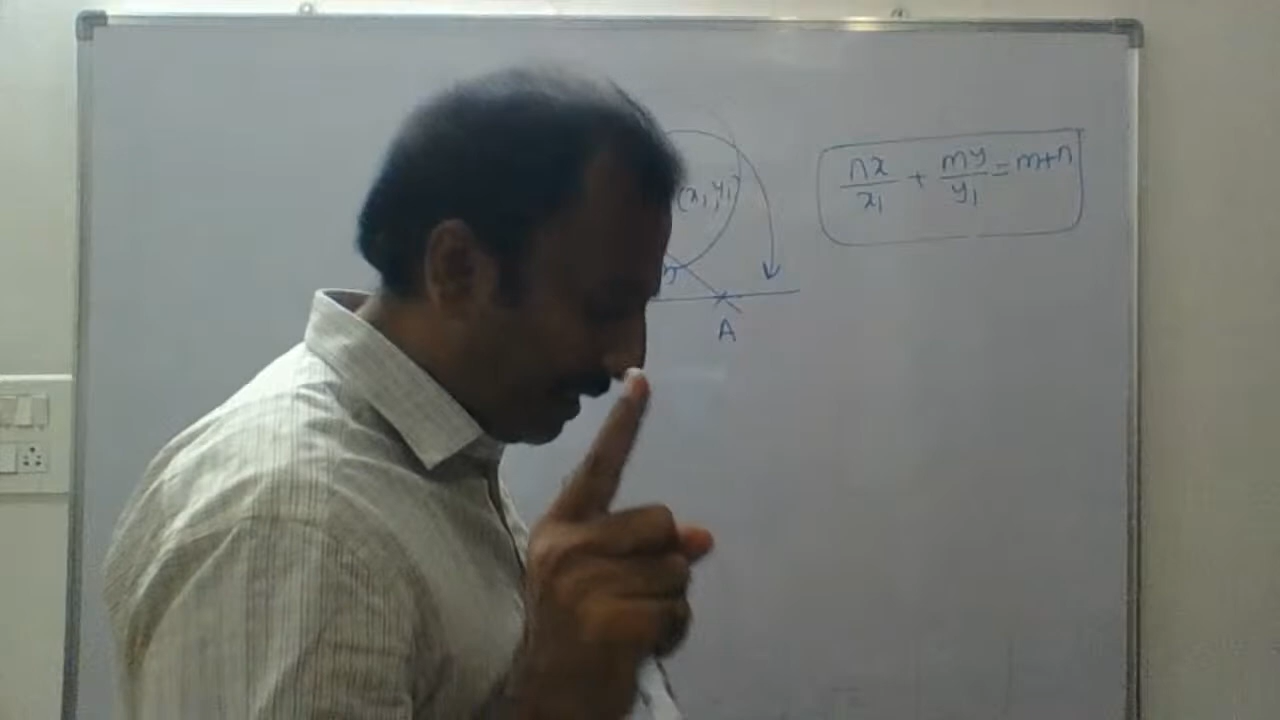 (x₁, y₁)
nx/x₁ + my/y₁ = m+n
A